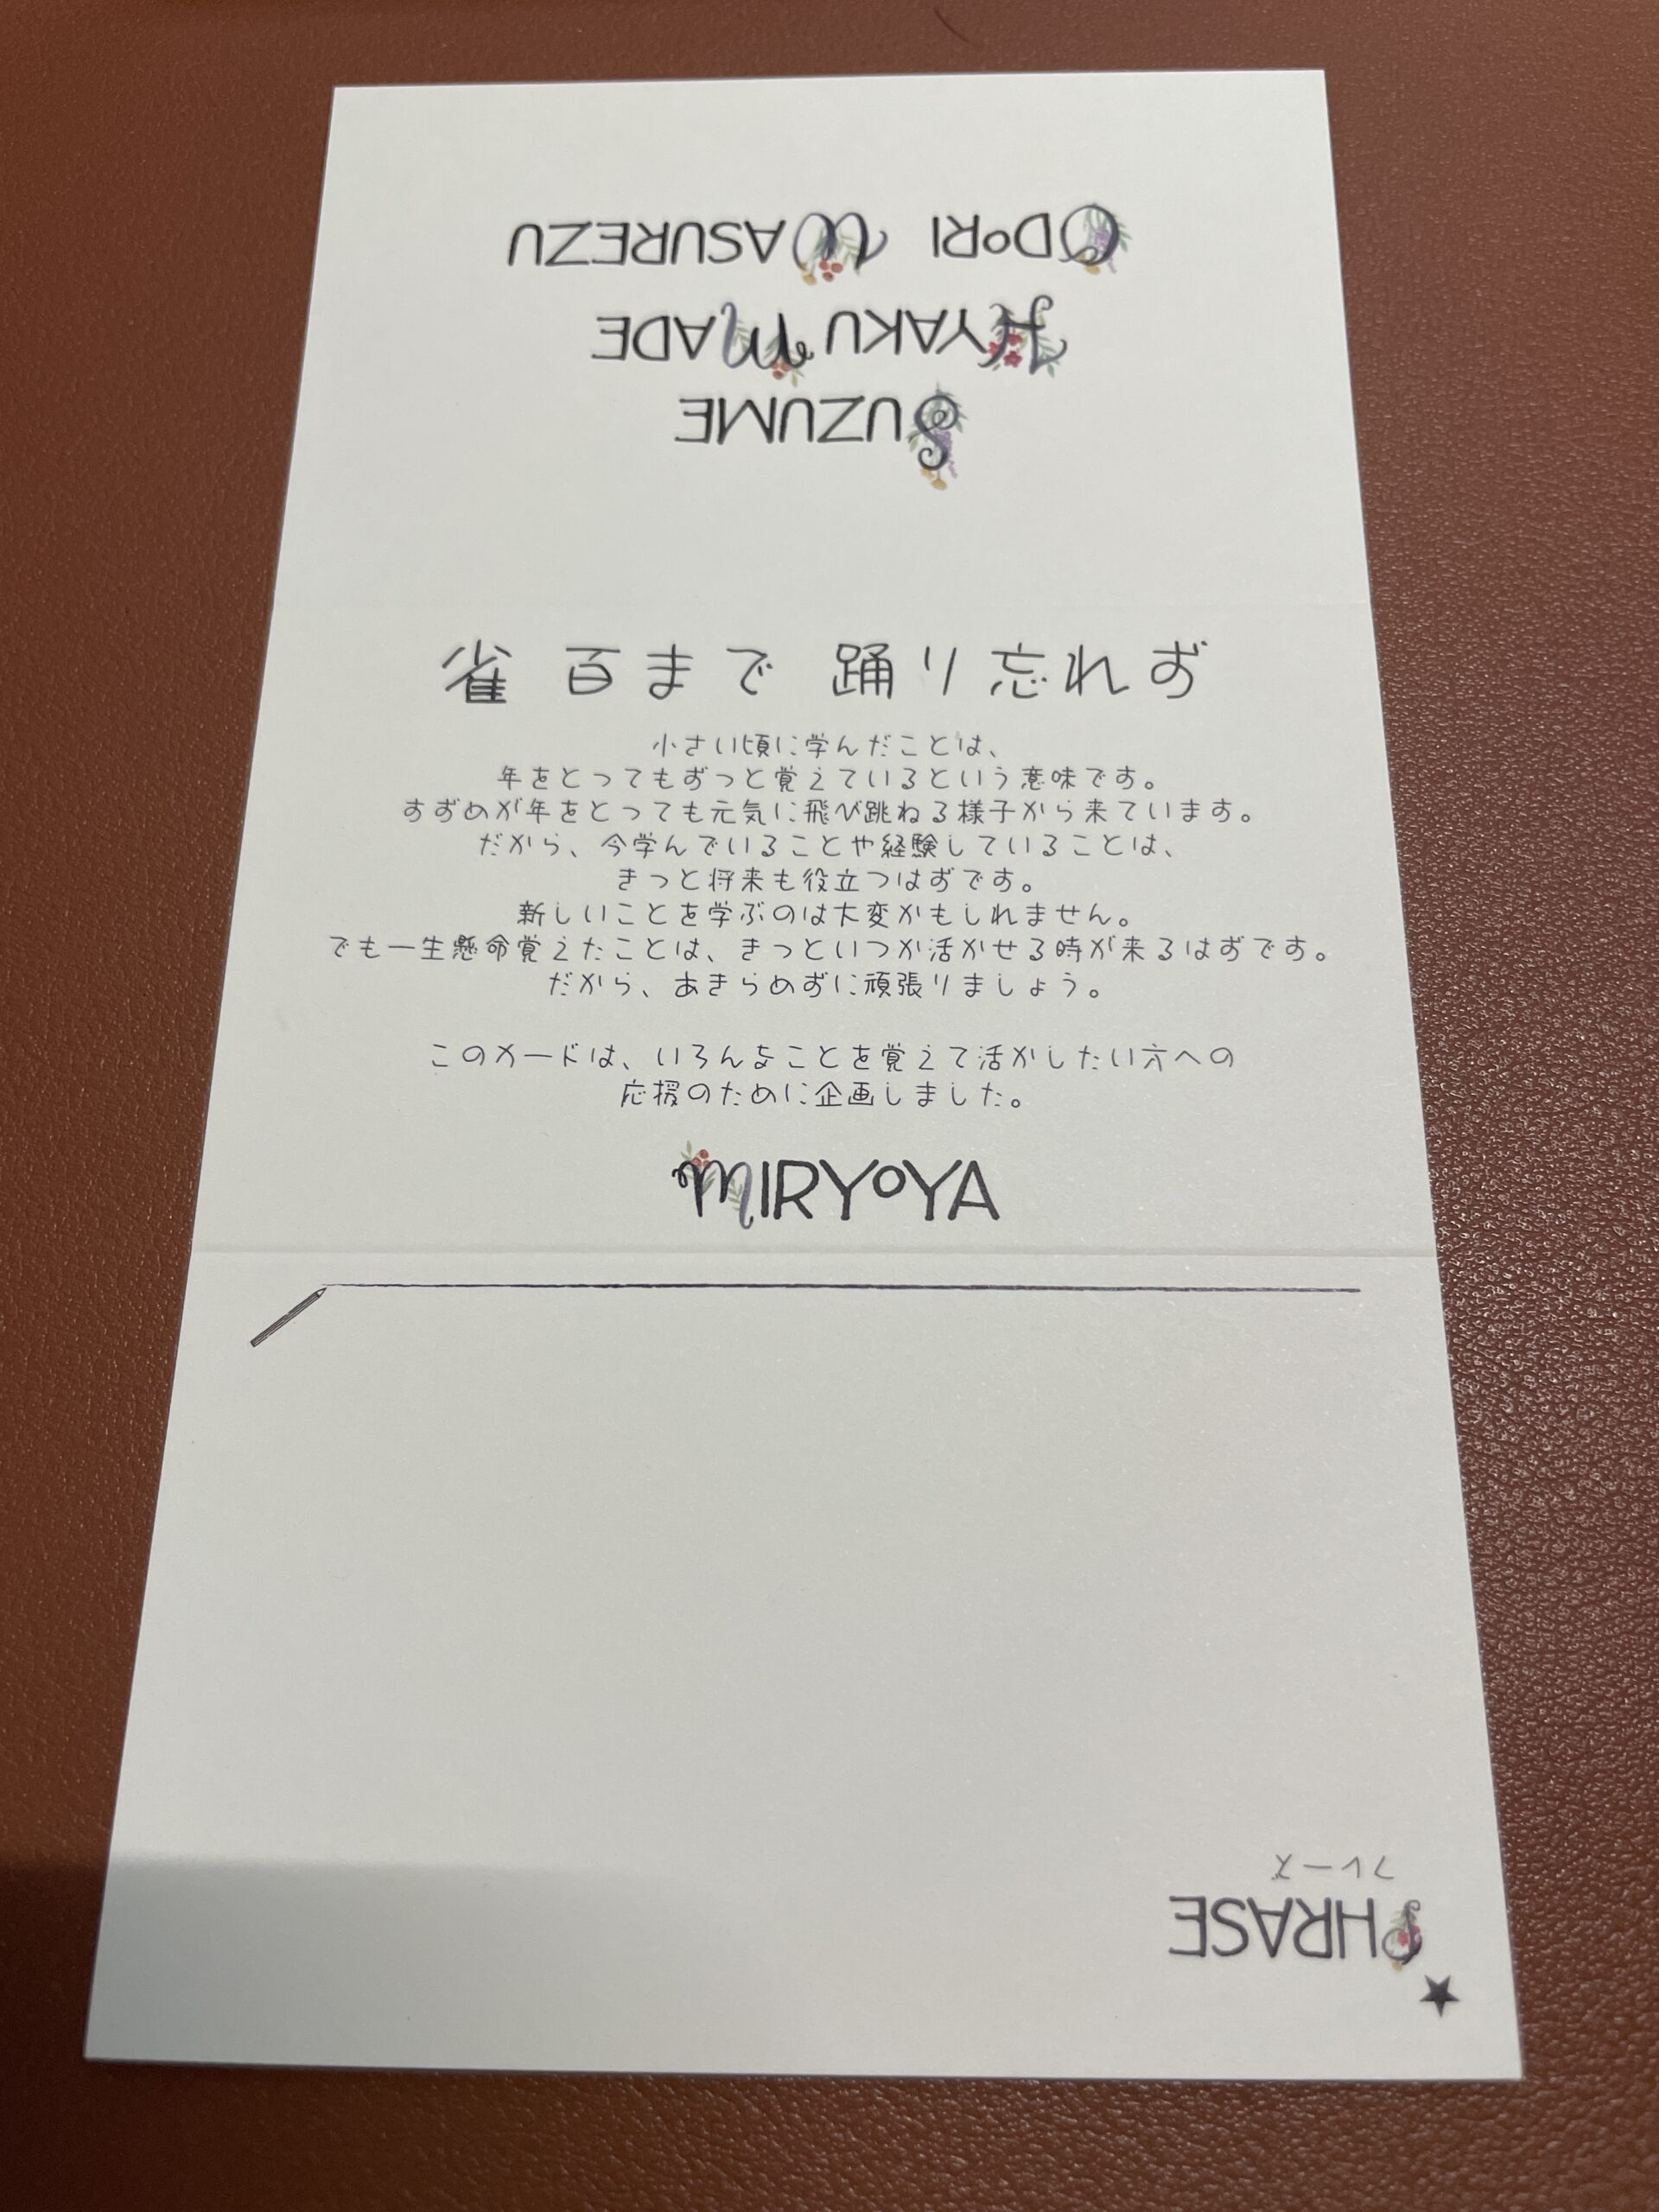 SUZUME
HYAKU MADE
ODORI WASUREZU
雀 百まで 踊り忘れず
小さい頃に学んだことは、
年をとってもずっと覚えているという意味です。
すずめが年をとっても元気に飛び跳ねる様子から来ています。
だから、今学んでいることや経験していることは、
きっと将来も役立つはずです。
新しいことを学ぶのは大変かもしれません。
でも一生懸命覚えたことは、きっといつか活かせる時が来るはずです。
だから、あきらめずに頑張りましょう。
このカードは、いろんなことを覚えて活かしたい方への
応援のために企画しました。
MIRYOYA
PHRASE
フレーズ